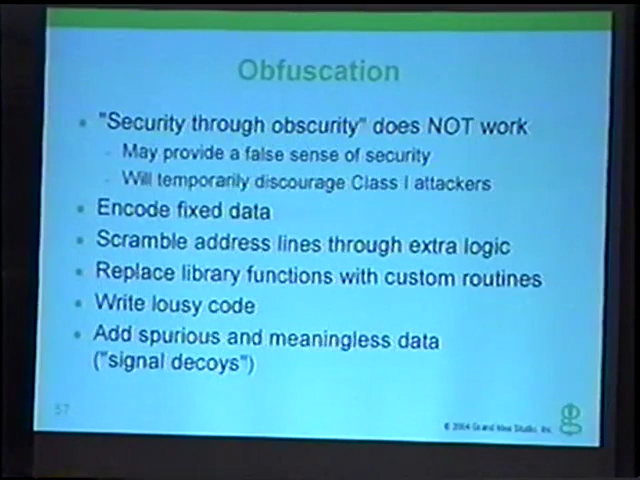 Obfuscation
• "Security through obscurity" does NOT work
- May provide a false sense of security
- Will temporarily discourage Class I attackers
• Encode fixed data
• Scramble address lines through extra logic
• Replace library functions with custom routines
• Write lousy code
• Add spurious and meaningless data
("signal decoys")
57
© 2004 Grand Idea Studio, Inc.